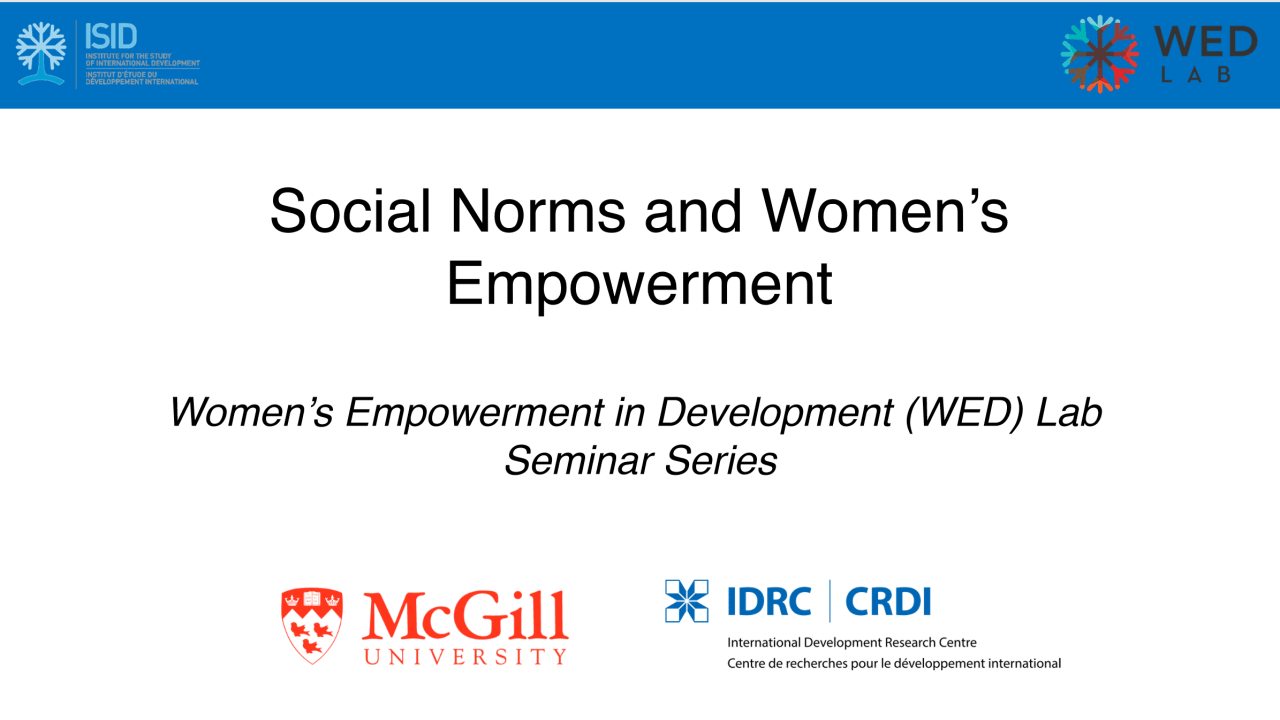 ISID
INSTITUTE FOR THE STUDY
OF INTERNATIONAL DEVELOPMENT
INSTITUT D'ÉTUDE DU
DÉVELOPPEMENT INTERNATIONAL
WED
LAB
Social Norms and Women’s
Empowerment
Women’s Empowerment in Development (WED) Lab
Seminar Series
McGill
UNIVERSITY
IDRC | CRDI
International Development Research Centre
Centre de recherches pour le développement international